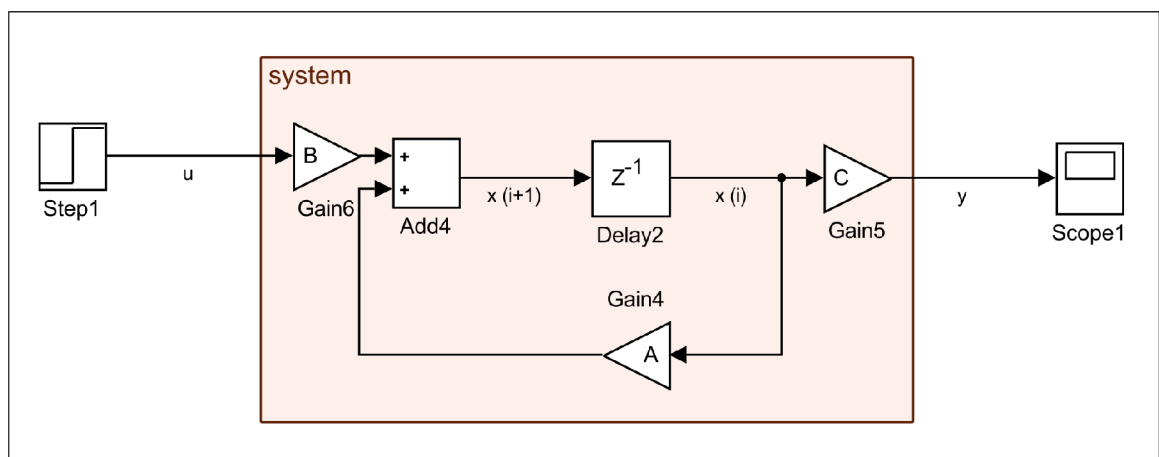 system
B
+
+
Z-1
C
u
x (i+1)
x (i)
y
Step1
Gain6
Add4
Delay2
Gain5
Scope1
Gain4
A